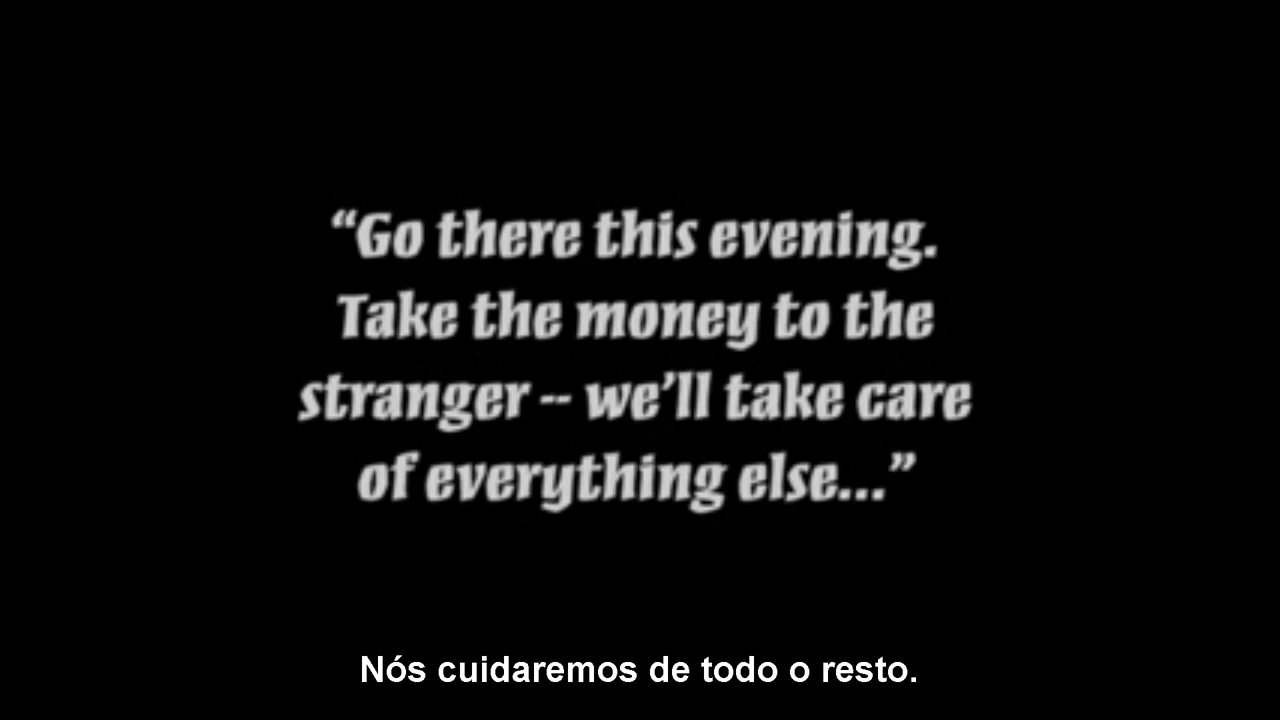 “Go there this evening.
Take the money to the
stranger -- we’ll take care
of everything else...”
Nós cuidaremos de todo o resto.